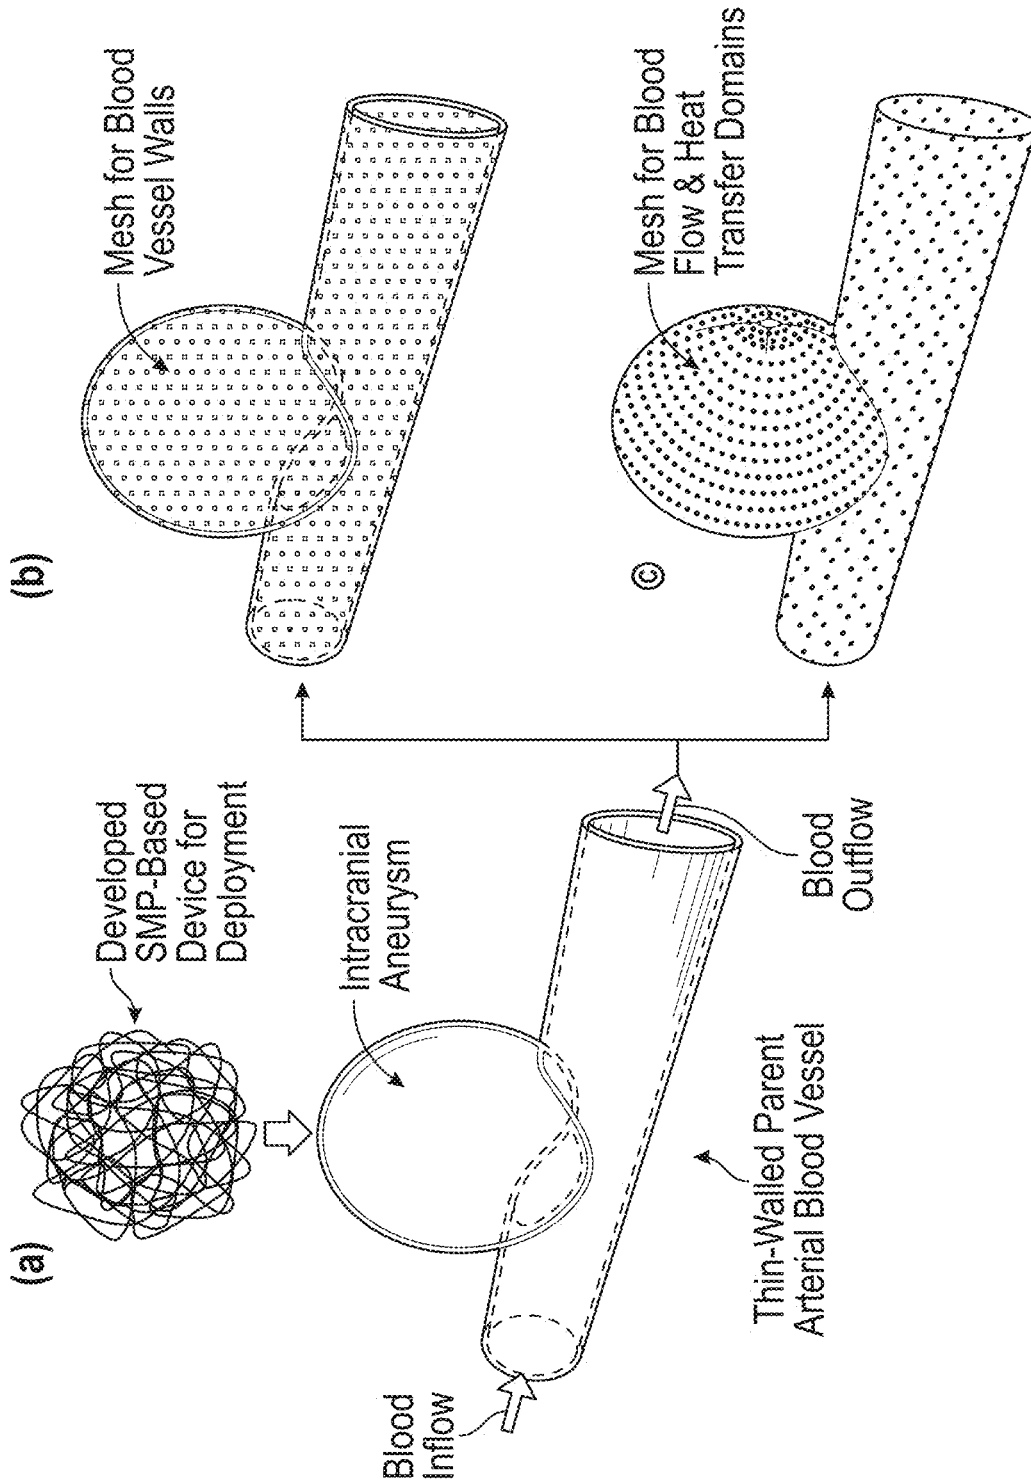 (a)
Developed
SMP-Based
Device for
Deployment
Intracranial
Aneurysm
Blood
Inflow
Thin-Walled Parent
Arterial Blood Vessel
Blood
Outflow
(b)
Mesh for Blood
Vessel Walls
©
Mesh for Blood
Flow & Heat
Transfer Domains